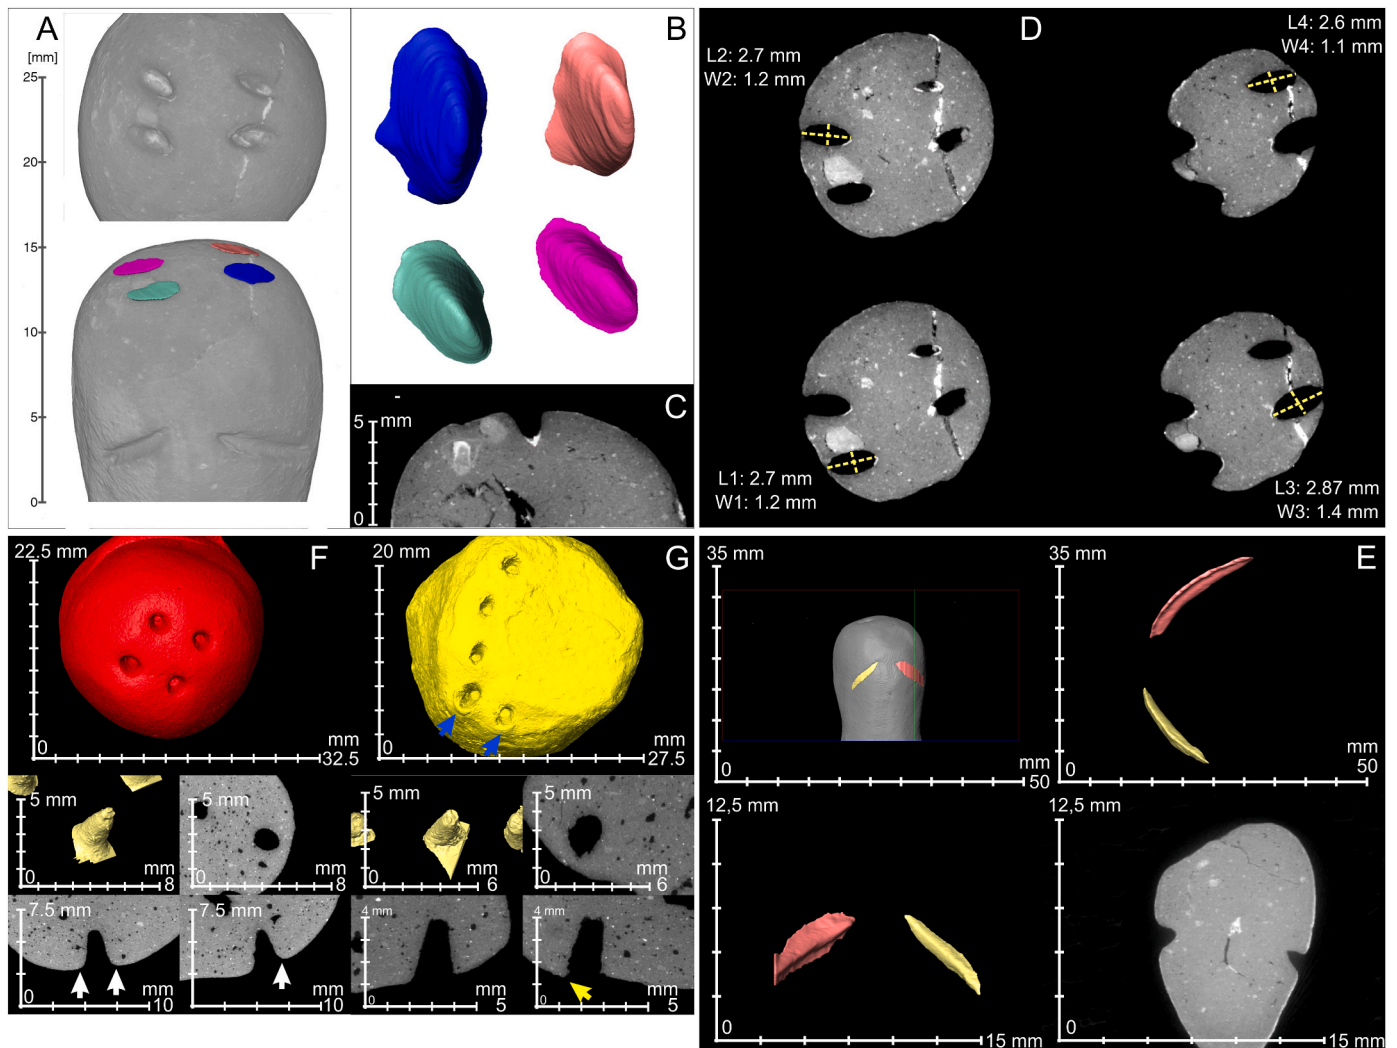 A
[mm]
25
20
15
10
5
0
B
C
5 mm
0
D
L2: 2.7 mm
W2: 1.2 mm
L4: 2.6 mm
W4: 1.1 mm
L1: 2.7 mm
W1: 1.2 mm
L3: 2.87 mm
W3: 1.4 mm
22.5 mm
F
0
mm
32.5
20 mm
G
0
mm
27.5
5 mm
0
mm
8
5 mm
0
mm
8
5 mm
0
mm
6
5 mm
0
mm
6
7.5 mm
0
mm
10
7.5 mm
0
mm
10
4 mm
0
mm
5
4 mm
0
mm
5
35 mm
0
mm
50
35 mm
E
0
mm
50
12,5 mm
0
15 mm
12,5 mm
0
15 mm